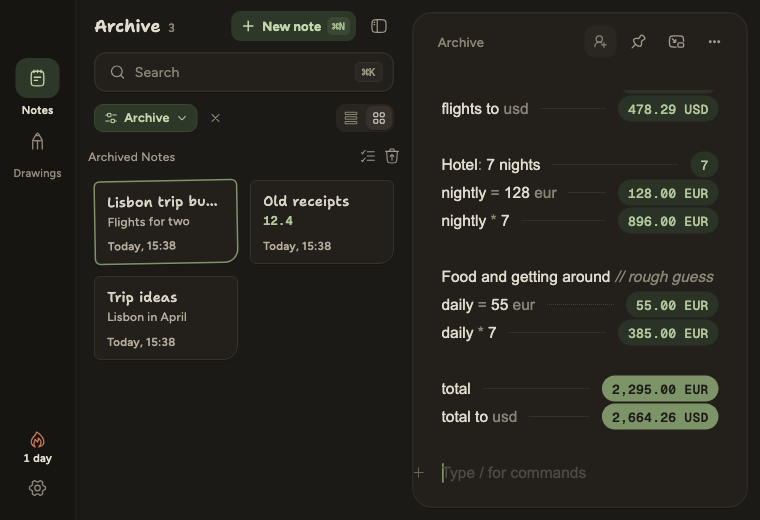 Notes
Drawings
1 day
Archive 3
+ New note ⌘N
Search ⌘K
Archive
Archived Notes
Lisbon trip bu...
Flights for two
Today, 15:38
Old receipts
12.4
Today, 15:38
Trip ideas
Lisbon in April
Today, 15:38
Archive
flights to usd 478.29 USD
Hotel: 7 nights 7
nightly = 128 eur 128.00 EUR
nightly * 7 896.00 EUR
Food and getting around // rough guess
daily = 55 eur 55.00 EUR
daily * 7 385.00 EUR
total 2,295.00 EUR
total to usd 2,664.26 USD
Type / for commands